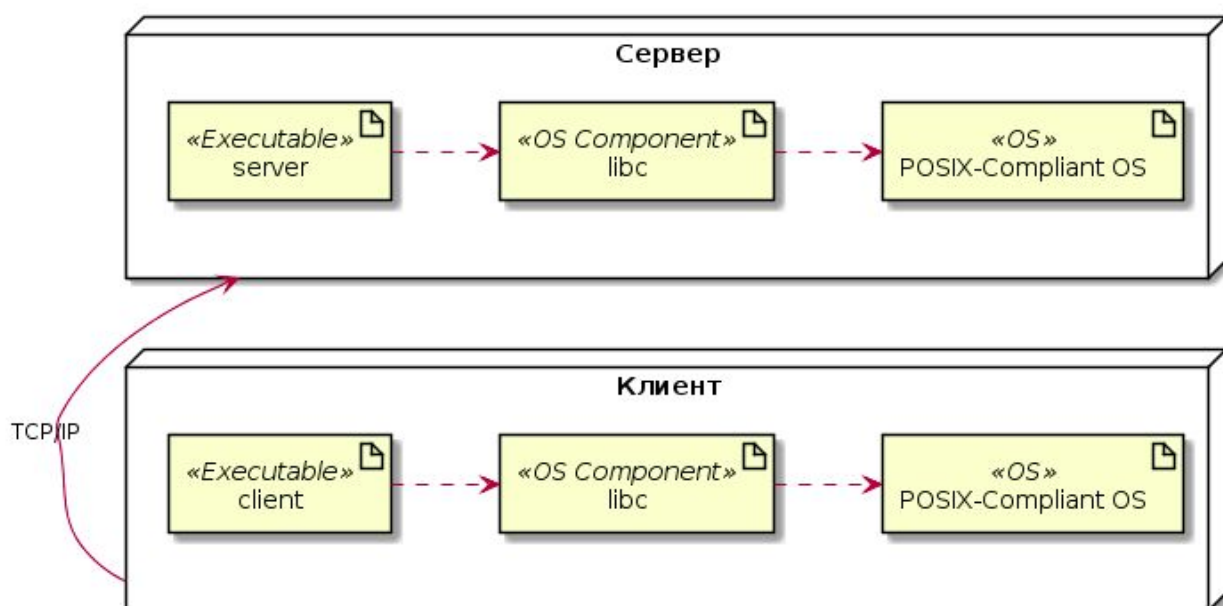 Сервер
«Executable»
server
«OS Component»
libc
«OS»
POSIX-Compliant OS
TCP/IP
Клиент
«Executable»
client
«OS Component»
libc
«OS»
POSIX-Compliant OS